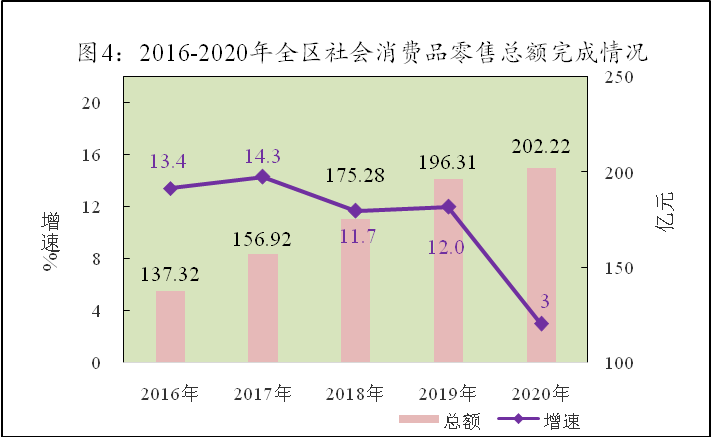 图4：2016-2020年全区社会消费品零售总额完成情况
22 250
13.4 14.3 175.28 196.31 202.22
16 200
12
11.7 12.0
156.92
137.32
8 150
3
4
0 100
增速 %
亿元
2016年 2017年 2018年 2019年 2020年
总额 增速